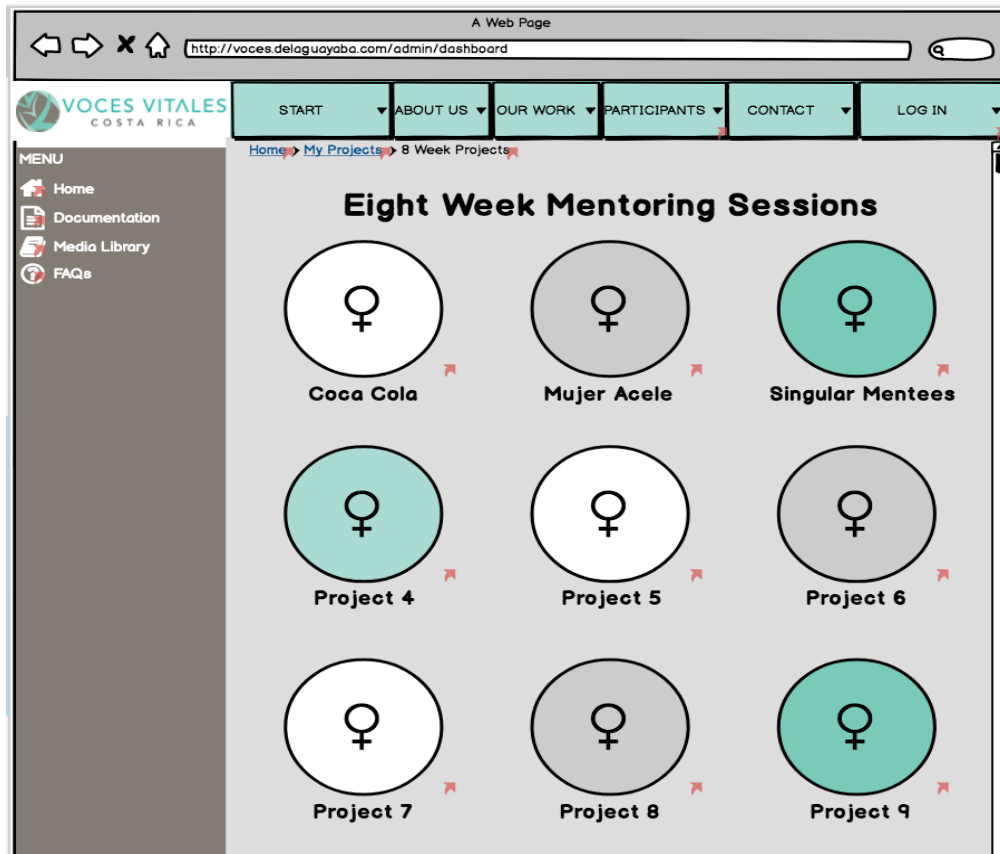 A Web Page
http://voces.delaguayaba.com/admin/dashboard
VOCES VITALES
COSTA RICA
START
ABOUT US
OUR WORK
PARTICIPANTS
CONTACT
LOG IN
Home > My Projects > 8 Week Projects
MENU
Home
Documentation
Media Library
FAQs
Eight Week Mentoring Sessions
Coca Cola
Mujer Acele
Singular Mentees
Project 4
Project 5
Project 6
Project 7
Project 8
Project 9